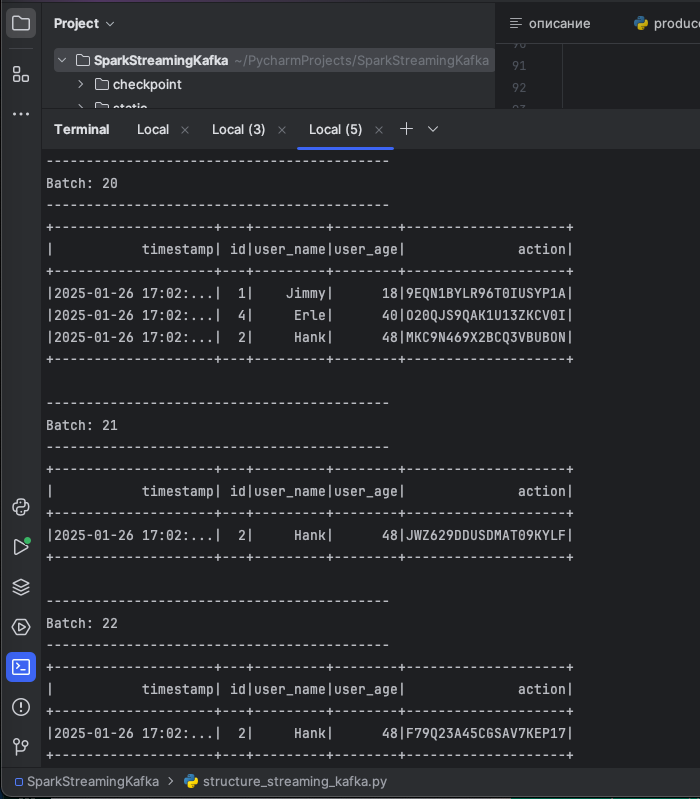 Project
описание
produce
SparkStreamingKafka ~/PycharmProjects/SparkStreamingKafka
91
checkpoint
92
Terminal Local Local (3) Local (5)
-------------------------------------------
Batch: 20
-------------------------------------------
+--------------------+---+---------+--------+--------------------+
|           timestamp| id|user_name|user_age|              action|
+--------------------+---+---------+--------+--------------------+
|2025-01-26 17:02:...|  1|    Jimmy|      18|9EQN1BYLR96T0IUSYP1A|
|2025-01-26 17:02:...|  4|     Erle|      40|O20QJS9QAK1U13ZKCV0I|
|2025-01-26 17:02:...|  2|     Hank|      48|MKC9N469X2BCQ3VBUBON|
+--------------------+---+---------+--------+--------------------+
-------------------------------------------
Batch: 21
-------------------------------------------
+--------------------+---+---------+--------+--------------------+
|           timestamp| id|user_name|user_age|              action|
+--------------------+---+---------+--------+--------------------+
|2025-01-26 17:02:...|  2|     Hank|      48|JWZ629DDUSDMAT09KYLF|
+--------------------+---+---------+--------+--------------------+
-------------------------------------------
Batch: 22
-------------------------------------------
+--------------------+---+---------+--------+--------------------+
|           timestamp| id|user_name|user_age|              action|
+--------------------+---+---------+--------+--------------------+
|2025-01-26 17:02:...|  2|     Hank|      48|F79Q23A45CGSAV7KEP17|
+--------------------+---+---------+--------+--------------------+
SparkStreamingKafka > structure_streaming_kafka.py